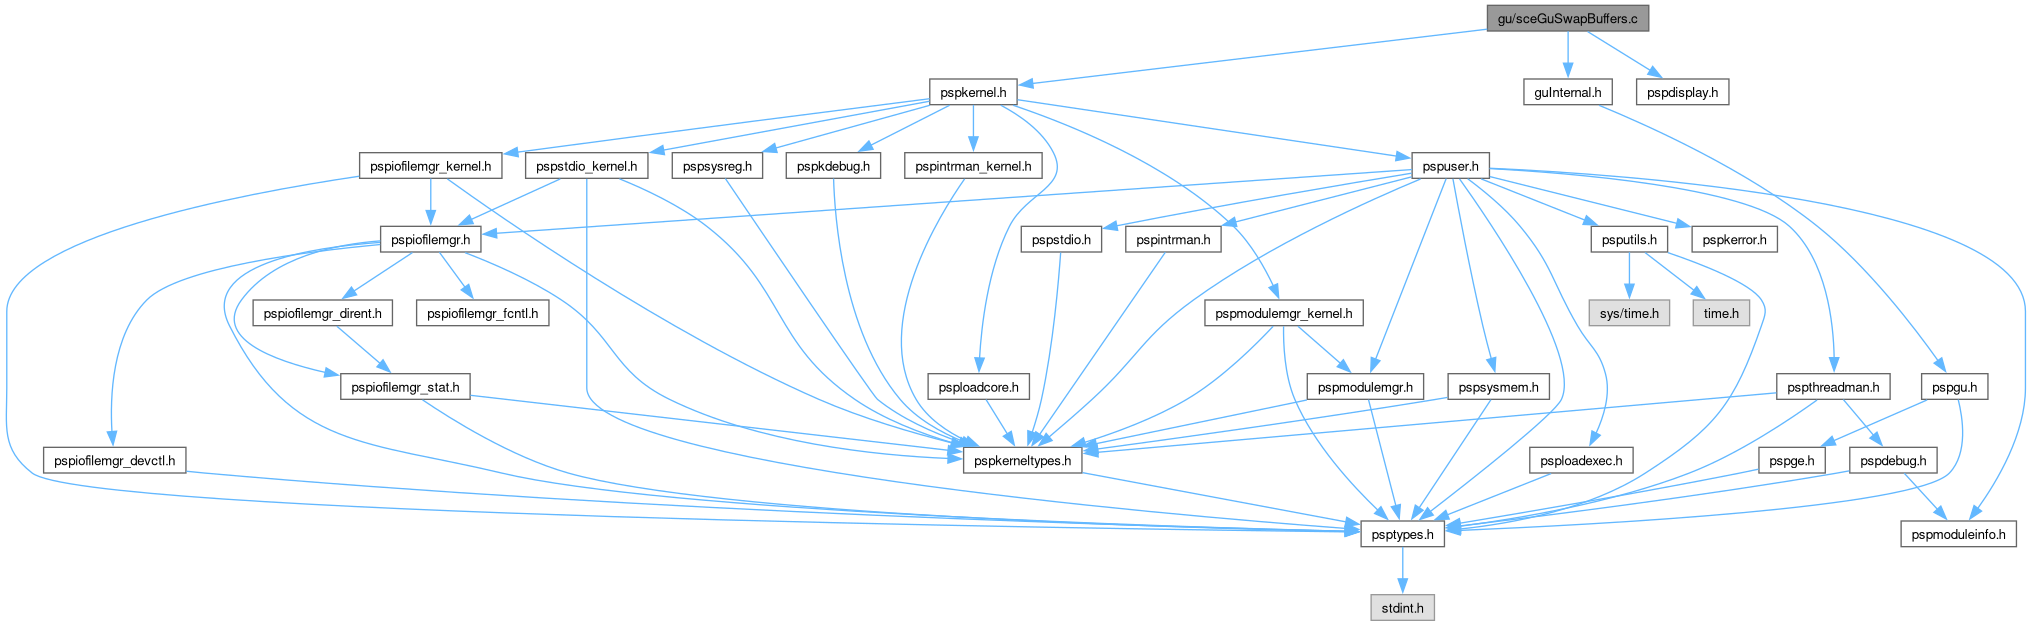 gu/sceGuSwapBuffers.c
pspkernel.h
guInternal.h
pspdisplay.h
pspiofilemgr_kernel.h
pspstdio_kernel.h
pspsysreg.h
pspkdebug.h
pspintrman_kernel.h
pspuser.h
pspiofilemgr.h
pspstdio.h
pspintrman.h
psputils.h
pspkerror.h
pspiofilemgr_dirent.h
pspiofilemgr_fcntl.h
pspmodulemgr_kernel.h
sys/time.h
time.h
pspiofilemgr_stat.h
psploadcore.h
pspmodulemgr.h
pspsysmem.h
pspthreadman.h
pspgu.h
pspiofilemgr_devctl.h
pspkerneltypes.h
psploadexec.h
pspge.h
pspdebug.h
psptypes.h
pspmoduleinfo.h
stdint.h